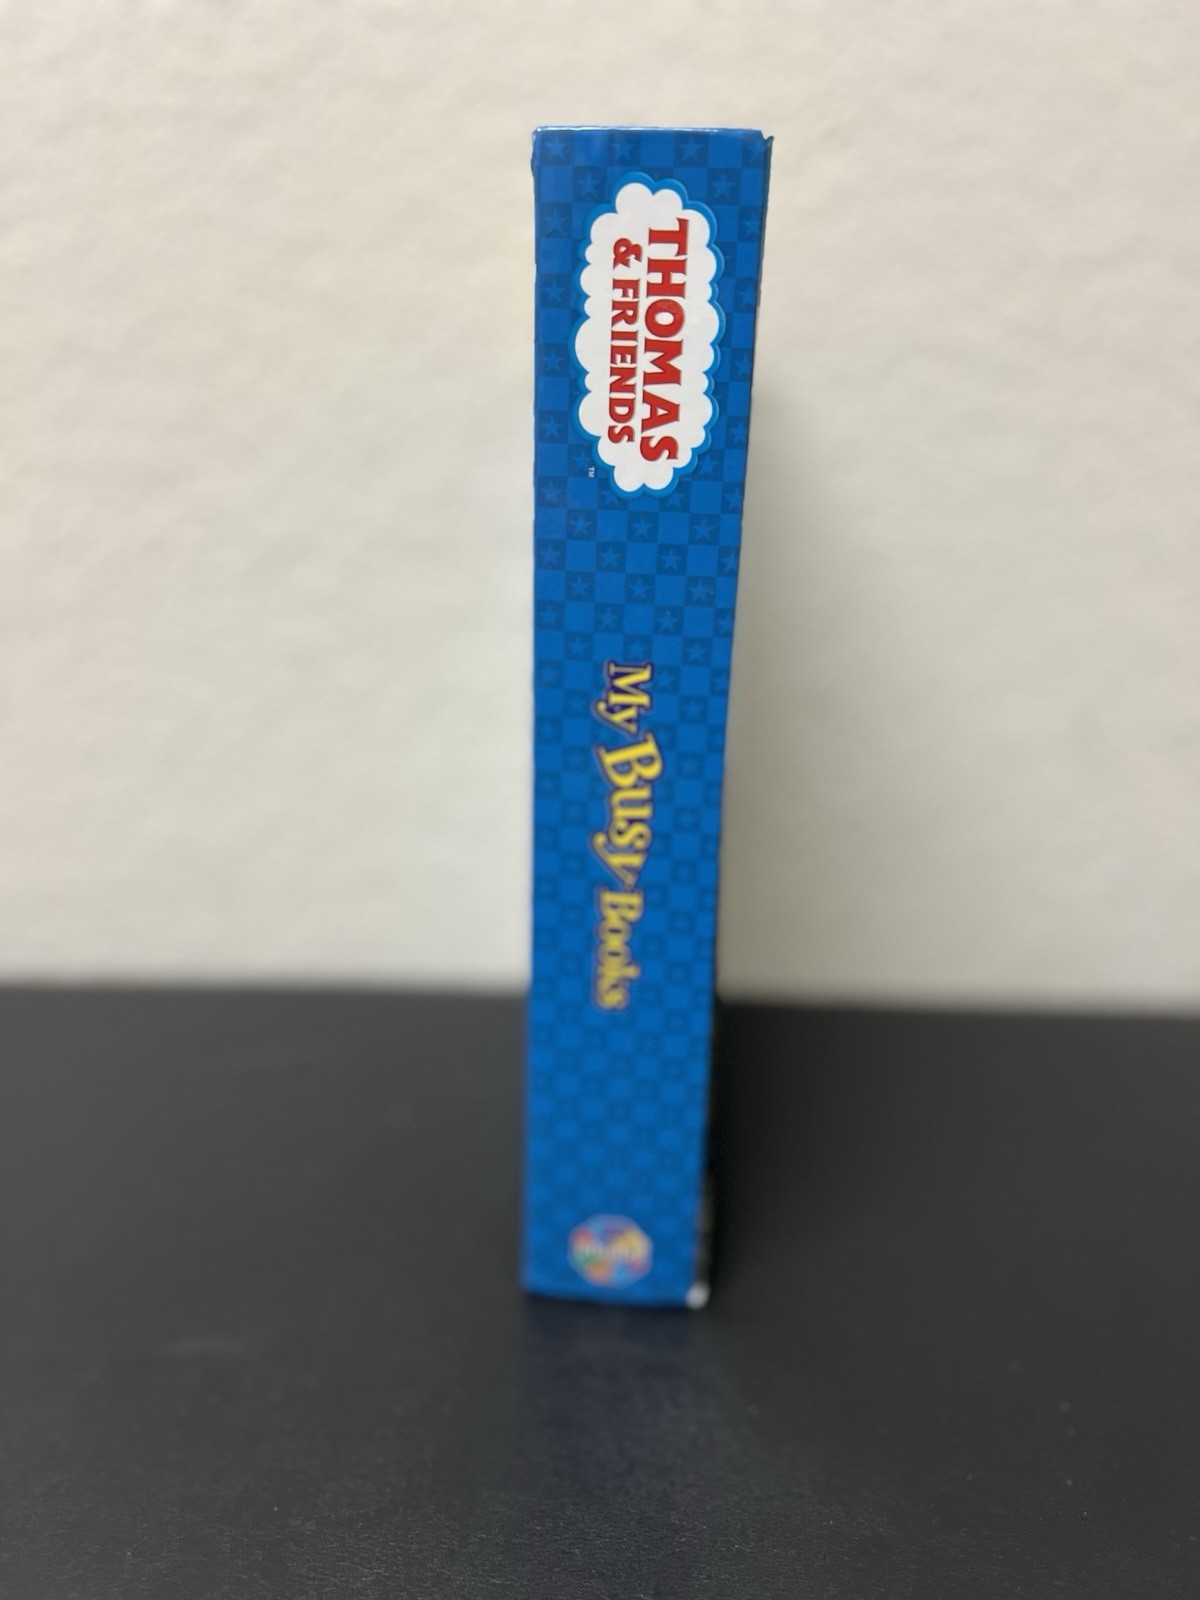 THOMAS
& FRIENDS
™
My Busy Books